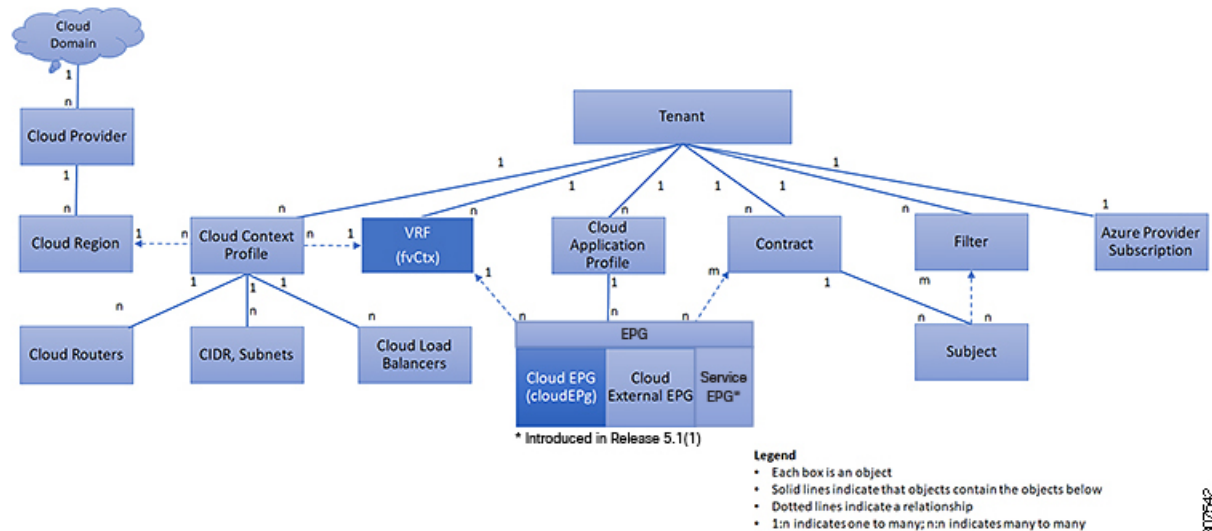 Cloud
Domain
1
n
Cloud Provider
1
n
Cloud Region
Tenant
1
1
1
1
1
1
n
n
n
n
n
1
1
n
Cloud Context
Profile
n
1
VRF
(fvCtx)
Cloud
Application
Profile
Contract
Filter
Azure Provider
Subscription
1
1
1
1
1
m
1
m
n
n
n
n
n
n
n
n
Cloud Routers
CIDR, Subnets
Cloud Load
Balancers
EPG
Cloud EPG
(cloudEPg)
Cloud
External EPG
Service
EPG*
Subject
* Introduced in Release 5.1(1)
Legend
• Each box is an object
• Solid lines indicate that objects contain the objects below
• Dotted lines indicate a relationship
• 1:n indicates one to many; n:n indicates many to many